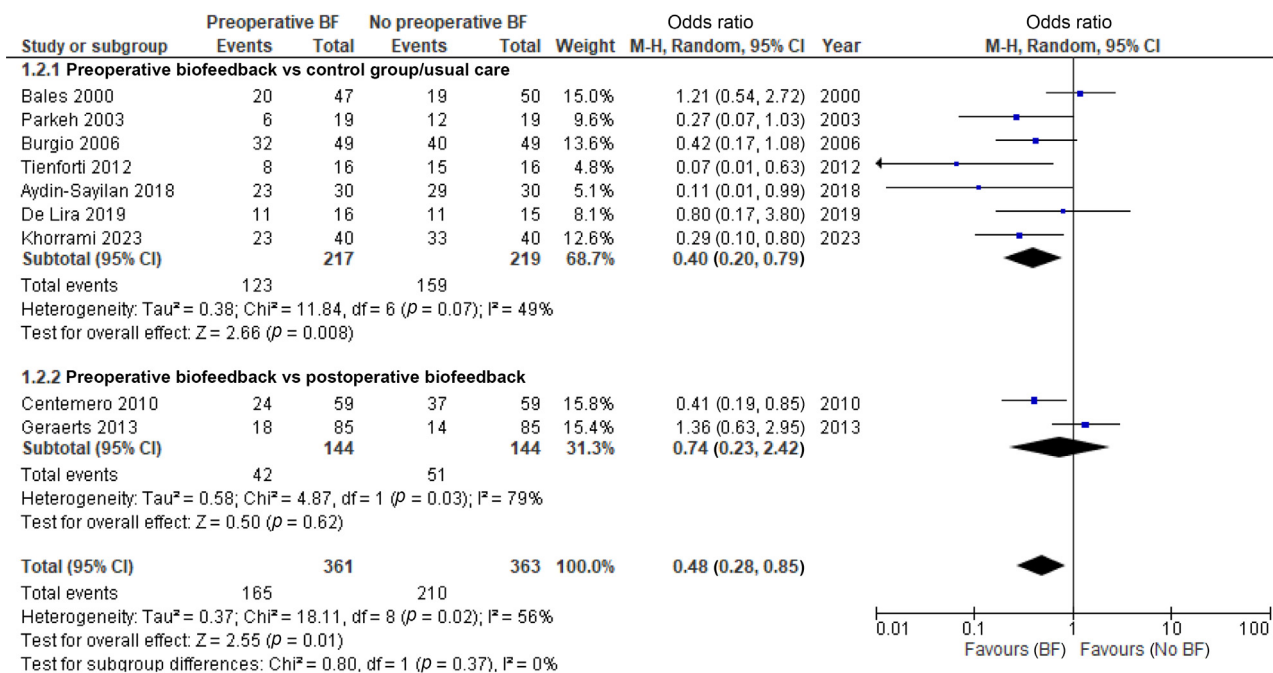 Preoperative BF No preoperative BF Odds ratio Odds ratio
Study or subgroup Events Total Events Total Weight M-H, Random, 95% CI Year M-H, Random, 95% CI
1.2.1 Preoperative biofeedback vs control group/usual care
Bales 2000 20 47 19 50 15.0% 1.21 (0.54, 2.72) 2000
Parkeh 2003 6 19 12 19 9.6% 0.27 (0.07, 1.03) 2003
Burgio 2006 32 49 40 49 13.6% 0.42 (0.17, 1.08) 2006
Tienforti 2012 8 16 15 16 4.8% 0.07 (0.01, 0.63) 2012
Aydin-Sayilan 2018 23 30 29 30 5.1% 0.11 (0.01, 0.99) 2018
De Lira 2019 11 16 11 15 8.1% 0.80 (0.17, 3.80) 2019
Khorrami 2023 23 40 33 40 12.6% 0.29 (0.10, 0.80) 2023
Subtotal (95% CI) 217 219 68.7% 0.40 (0.20, 0.79)
Total events 123 159
Heterogeneity: Tau² = 0.38; Chi² = 11.84, df = 6 (p = 0.07); I² = 49%
Test for overall effect: Z = 2.66 (p = 0.008)
1.2.2 Preoperative biofeedback vs postoperative biofeedback
Centemero 2010 24 59 37 59 15.8% 0.41 (0.19, 0.85) 2010
Geraerts 2013 18 85 14 85 15.4% 1.36 (0.63, 2.95) 2013
Subtotal (95% CI) 144 144 31.3% 0.74 (0.23, 2.42)
Total events 42 51
Heterogeneity: Tau² = 0.58; Chi² = 4.87, df = 1 (p = 0.03); I² = 79%
Test for overall effect: Z = 0.50 (p = 0.62)
Total (95% CI) 361 363 100.0% 0.48 (0.28, 0.85)
Total events 165 210
Heterogeneity: Tau² = 0.37; Chi² = 18.11, df = 8 (p = 0.02); I² = 56%
Test for overall effect: Z = 2.55 (p = 0.01)
Test for subgroup differences: Chi² = 0.80, df = 1 (p = 0.37), I² = 0%
0.01 0.1 1 10 100
Favours (BF) Favours (No BF)